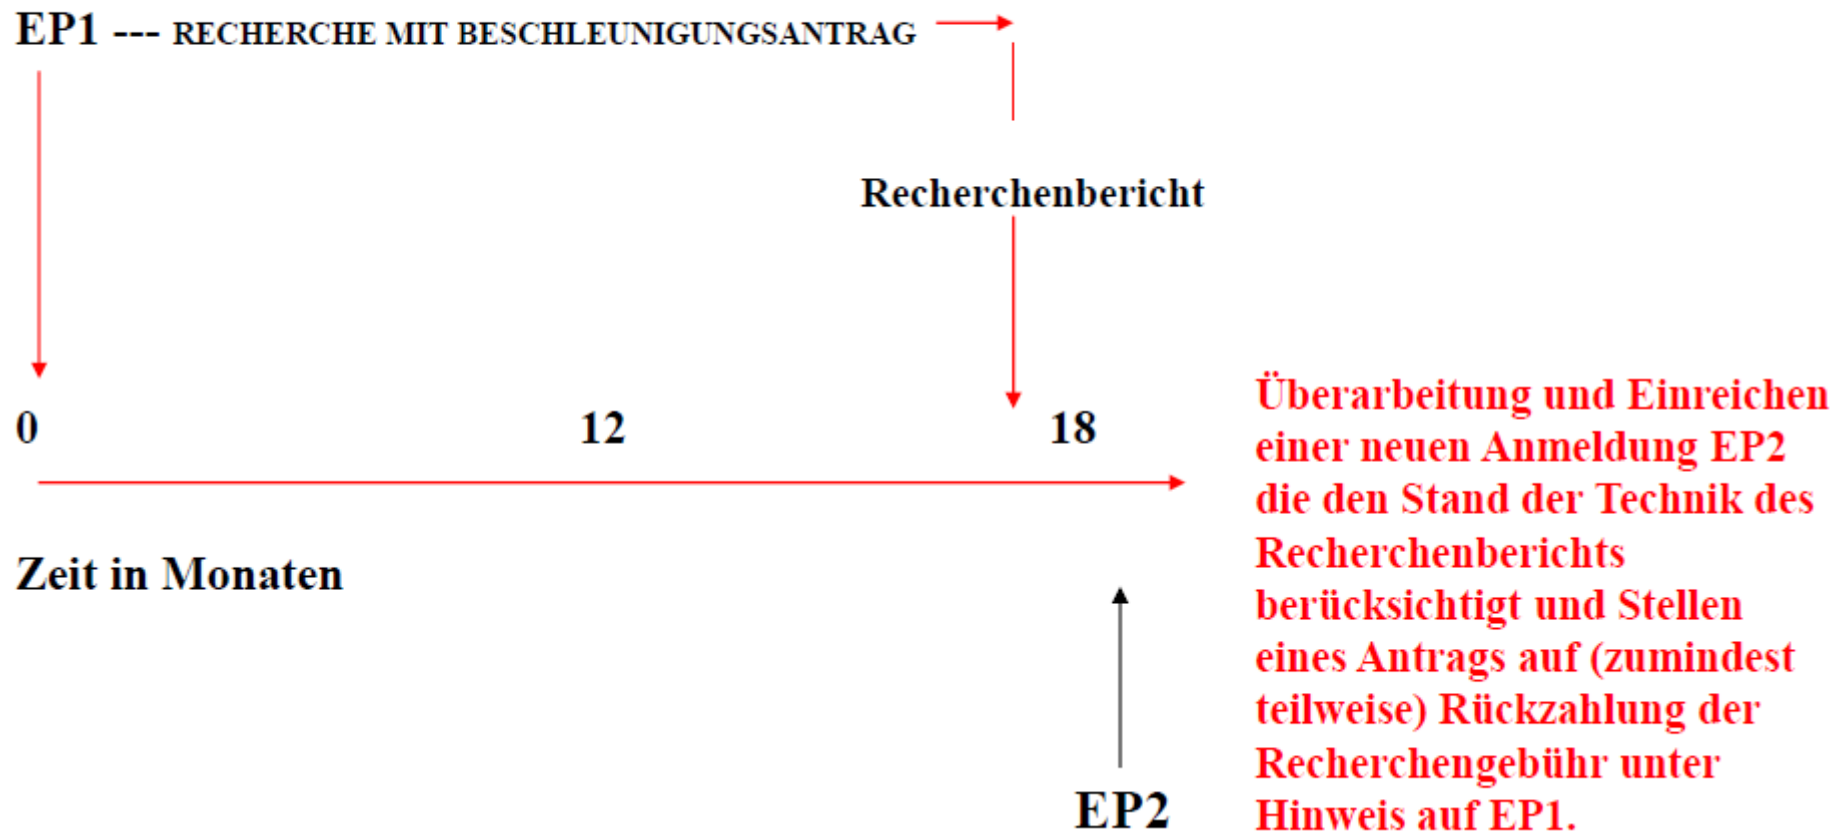 EP1 --- RECHERCHE MIT BESCHLEUNIGUNGSANTRAG
Recherchenbericht
0 12 18
Zeit in Monaten
EP2
Überarbeitung und Einreichen
einer neuen Anmeldung EP2
die den Stand der Technik des
Recherchenberichts
berücksichtigt und Stellen
eines Antrags auf (zumindest
teilweise) Rückzahlung der
Recherchengebühr unter
Hinweis auf EP1.